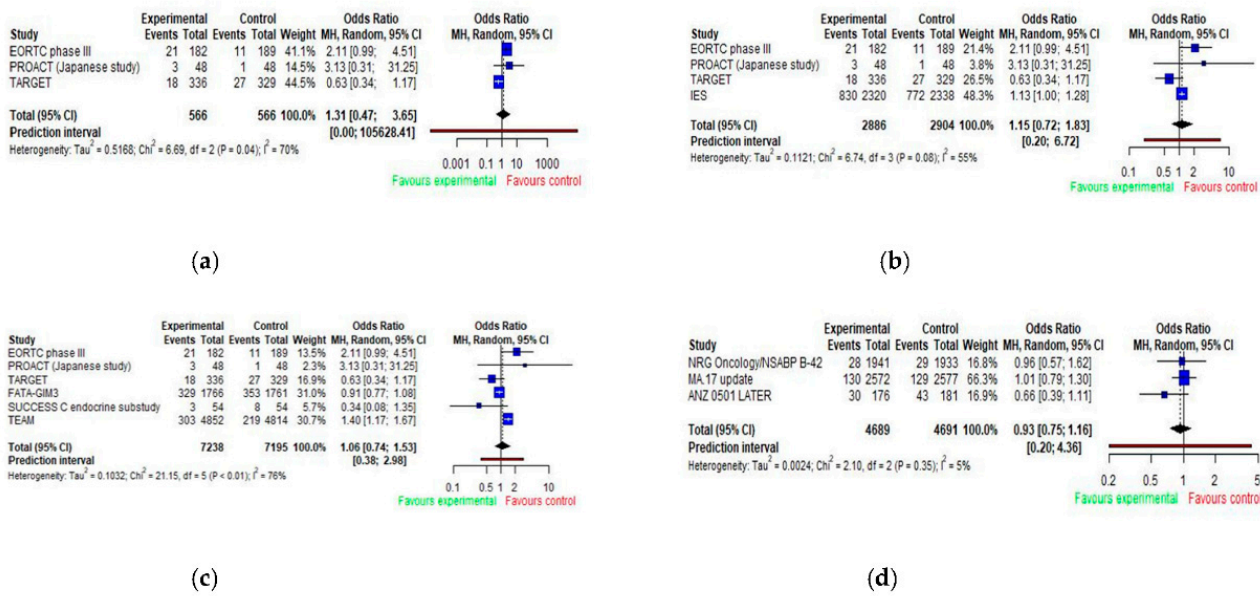 Experimental Control Odds Ratio Odds Ratio
Study Events Total Events Total Weight MH, Random, 95% CI MH, Random, 95% CI
EORTC phase III 21 182 11 189 41.1% 2.11 [0.99; 4.51]
PROACT (Japanese study) 3 48 1 48 14.5% 3.13 [0.31; 31.25]
TARGET 18 336 27 329 44.5% 0.63 [0.34; 1.17]
Total (95% CI) 566 566 100.0% 1.31 [0.47; 3.65]
Prediction interval [0.00; 105628.41]
Heterogeneity: Tau² = 0.5168; Chi² = 6.69, df = 2 (P = 0.04); I² = 70%
0.001 0.1 1 10 1000
Favours experimental Favours control
(a)
Experimental Control Odds Ratio Odds Ratio
Study Events Total Events Total Weight MH, Random, 95% CI MH, Random, 95% CI
EORTC phase III 21 182 11 189 21.4% 2.11 [0.99; 4.51]
PROACT (Japanese study) 3 48 1 48 3.8% 3.13 [0.31; 31.25]
TARGET 18 336 27 329 26.5% 0.63 [0.34; 1.17]
IES 830 2320 772 2338 48.3% 1.13 [1.00; 1.28]
Total (95% CI) 2886 2904 100.0% 1.15 [0.72; 1.83]
Prediction interval [0.20; 6.72]
Heterogeneity: Tau² = 0.1121; Chi² = 6.74, df = 3 (P = 0.08); I² = 55%
0.1 0.5 1 2 10
Favours experimental Favours control
(b)
Experimental Control Odds Ratio Odds Ratio
Study Events Total Events Total Weight MH, Random, 95% CI MH, Random, 95% CI
EORTC phase III 21 182 11 189 13.5% 2.11 [0.99; 4.51]
PROACT (Japanese study) 3 48 1 48 2.3% 3.13 [0.31; 31.25]
TARGET 18 336 27 329 16.9% 0.63 [0.34; 1.17]
FATA-GIM3 329 1766 353 1761 31.0% 0.91 [0.77; 1.08]
SUCCESS C endocrine substudy 3 54 8 54 5.7% 0.34 [0.08; 1.35]
TEAM 303 4852 219 4814 30.7% 1.40 [1.17; 1.67]
Total (95% CI) 7238 7195 100.0% 1.06 [0.74; 1.53]
Prediction interval [0.38; 2.98]
Heterogeneity: Tau² = 0.1032; Chi² = 21.15, df = 5 (P < 0.01); I² = 76%
0.1 0.5 1 2 10
Favours experimental Favours control
(c)
Experimental Control Odds Ratio Odds Ratio
Study Events Total Events Total Weight MH, Random, 95% CI MH, Random, 95% CI
NRG Oncology/NSABP B-42 28 1941 29 1933 16.8% 0.96 [0.57; 1.62]
MA.17 update 130 2572 129 2577 66.3% 1.01 [0.79; 1.30]
ANZ 0501 LATER 30 176 43 181 16.9% 0.66 [0.39; 1.11]
Total (95% CI) 4689 4691 100.0% 0.93 [0.75; 1.16]
Prediction interval [0.20; 4.36]
Heterogeneity: Tau² = 0.0024; Chi² = 2.10, df = 2 (P = 0.35); I² = 5%
0.2 0.5 1 2 5
Favours experimental Favours control
(d)